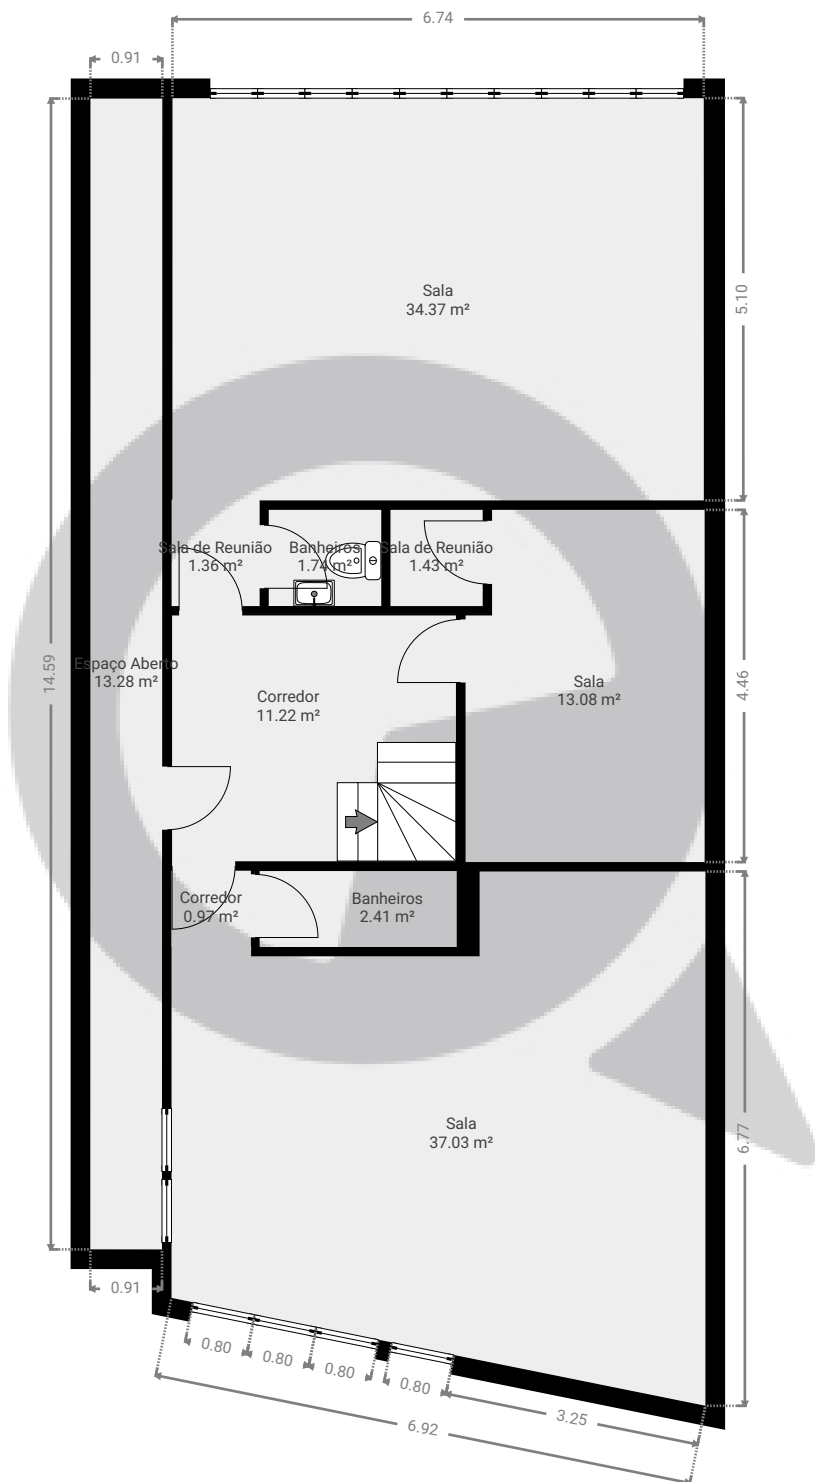 6.74
0.91
Sala
34.37 m²
5.10
Sala de Reunião
1.36 m²
Banheiros
1.74 m²
Sala de Reunião
1.43 m²
14.59
Espaço Aberto
13.28 m²
Corredor
11.22 m²
Sala
13.08 m²
4.46
Corredor
0.97 m²
Banheiros
2.41 m²
Sala
37.03 m²
6.77
0.91
0.80
0.80
0.80
0.80
3.25
6.92